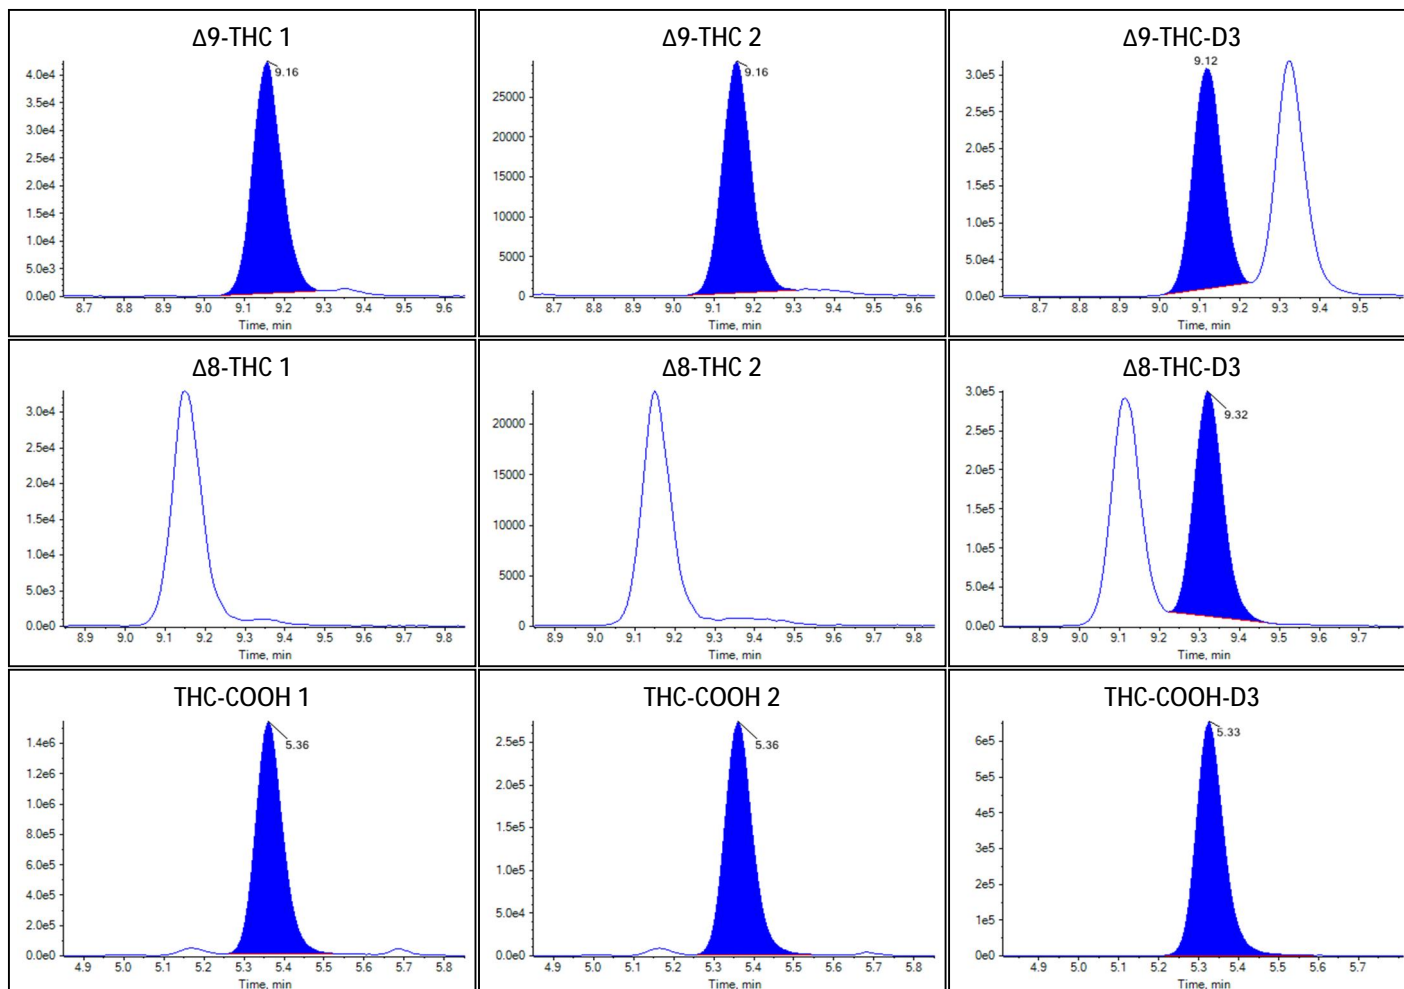 Δ9-THC 1
9.16
4.0e4
3.5e4
3.0e4
2.5e4
2.0e4
1.5e4
1.0e4
5.0e3
0.0e0
8.7 8.8 8.9 9.0 9.1 9.2 9.3 9.4 9.5 9.6
Time, min
Δ9-THC 2
9.16
25000
20000
15000
10000
5000
0
8.7 8.8 8.9 9.0 9.1 9.2 9.3 9.4 9.5 9.6
Time, min
Δ9-THC-D3
9.12
3.0e5
2.5e5
2.0e5
1.5e5
1.0e5
5.0e4
0.0e0
8.7 8.8 8.9 9.0 9.1 9.2 9.3 9.4 9.5
Time, min
Δ8-THC 1
3.0e4
2.5e4
2.0e4
1.5e4
1.0e4
5.0e3
0.0e0
8.9 9.0 9.1 9.2 9.3 9.4 9.5 9.6 9.7 9.8
Time, min
Δ8-THC 2
20000
15000
10000
5000
0
8.9 9.0 9.1 9.2 9.3 9.4 9.5 9.6 9.7 9.8
Time, min
Δ8-THC-D3
9.32
3.0e5
2.5e5
2.0e5
1.5e5
1.0e5
5.0e4
0.0e0
8.9 9.0 9.1 9.2 9.3 9.4 9.5 9.6 9.7
Time, min
THC-COOH 1
5.36
1.4e6
1.2e6
1.0e6
8.0e5
6.0e5
4.0e5
2.0e5
0.0e0
4.9 5.0 5.1 5.2 5.3 5.4 5.5 5.6 5.7 5.8
Time, min
THC-COOH 2
5.36
2.5e5
2.0e5
1.5e5
1.0e5
5.0e4
0.0e0
4.9 5.0 5.1 5.2 5.3 5.4 5.5 5.6 5.7 5.8
Time, min
THC-COOH-D3
5.33
6e5
5e5
4e5
3e5
2e5
1e5
0e0
4.9 5.0 5.1 5.2 5.3 5.4 5.5 5.6 5.7
Time, min